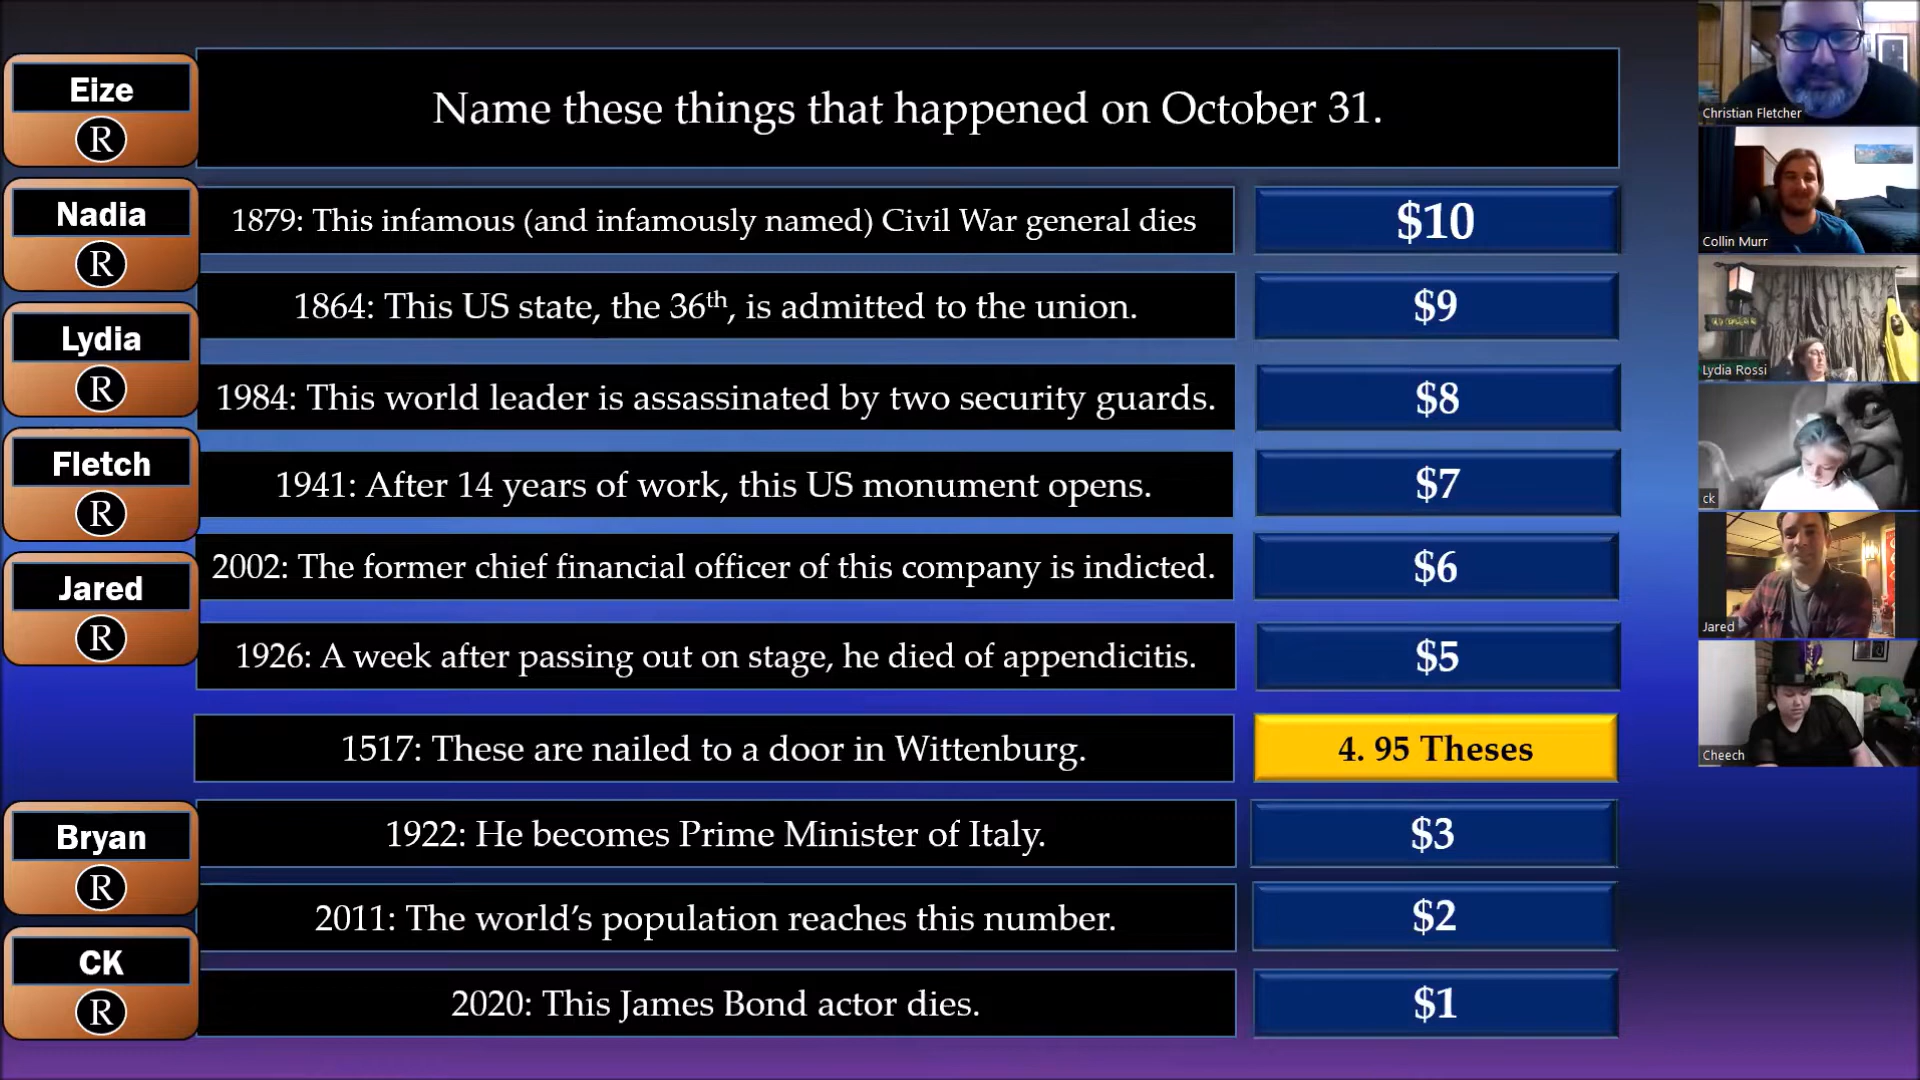 Eize
R
Name these things that happened on October 31.
Nadia
R
1879: This infamous (and infamously named) Civil War general dies
$10
1864: This US state, the 36th, is admitted to the union.
$9
Lydia
R
1984: This world leader is assassinated by two security guards.
$8
Fletch
R
1941: After 14 years of work, this US monument opens.
$7
2002: The former chief financial officer of this company is indicted.
$6
Jared
R
1926: A week after passing out on stage, he died of appendicitis.
$5
1517: These are nailed to a door in Wittenburg.
4. 95 Theses
Bryan
R
1922: He becomes Prime Minister of Italy.
$3
2011: The world's population reaches this number.
$2
CK
R
2020: This James Bond actor dies.
$1
Christian Fletcher
Collin Murr
Lydia Rossi
ck
Jared
Cheech